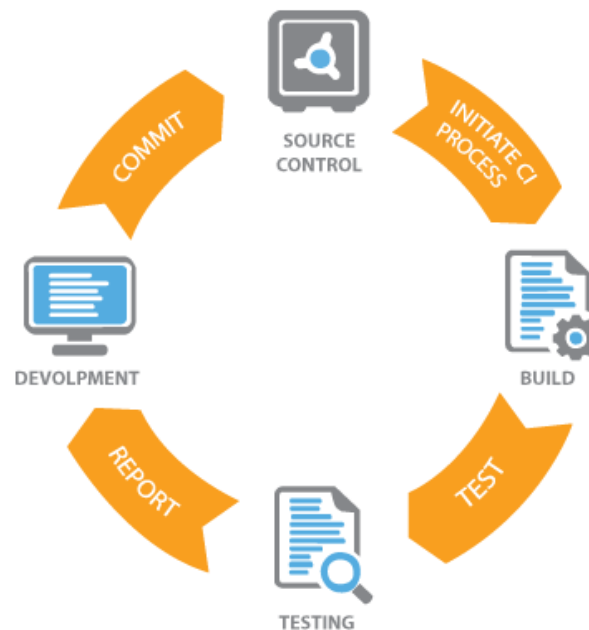 SOURCE
CONTROL
INITIATE CI
PROCESS
BUILD
TEST
TESTING
REPORT
DEVOLPMENT
COMMIT